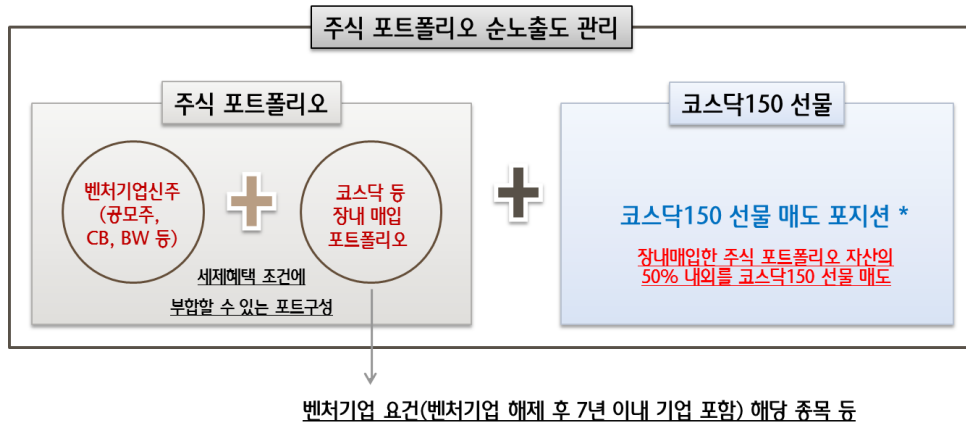 주식 포트폴리오 순노출도 관리
주식 포트폴리오
벤처기업신주
(공모주,
CB, BW 등)
코스닥 등
장내 매입
포트폴리오
세제혜택 조건에
부합할 수 있는 포트구성
코스닥150 선물
코스닥150 선물 매도 포지션 *
장내매입한 주식 포트폴리오 자산의
50% 내외를 코스닥150 선물 매도
벤처기업 요건(벤처기업 해제 후 7년 이내 기업 포함) 해당 종목 등